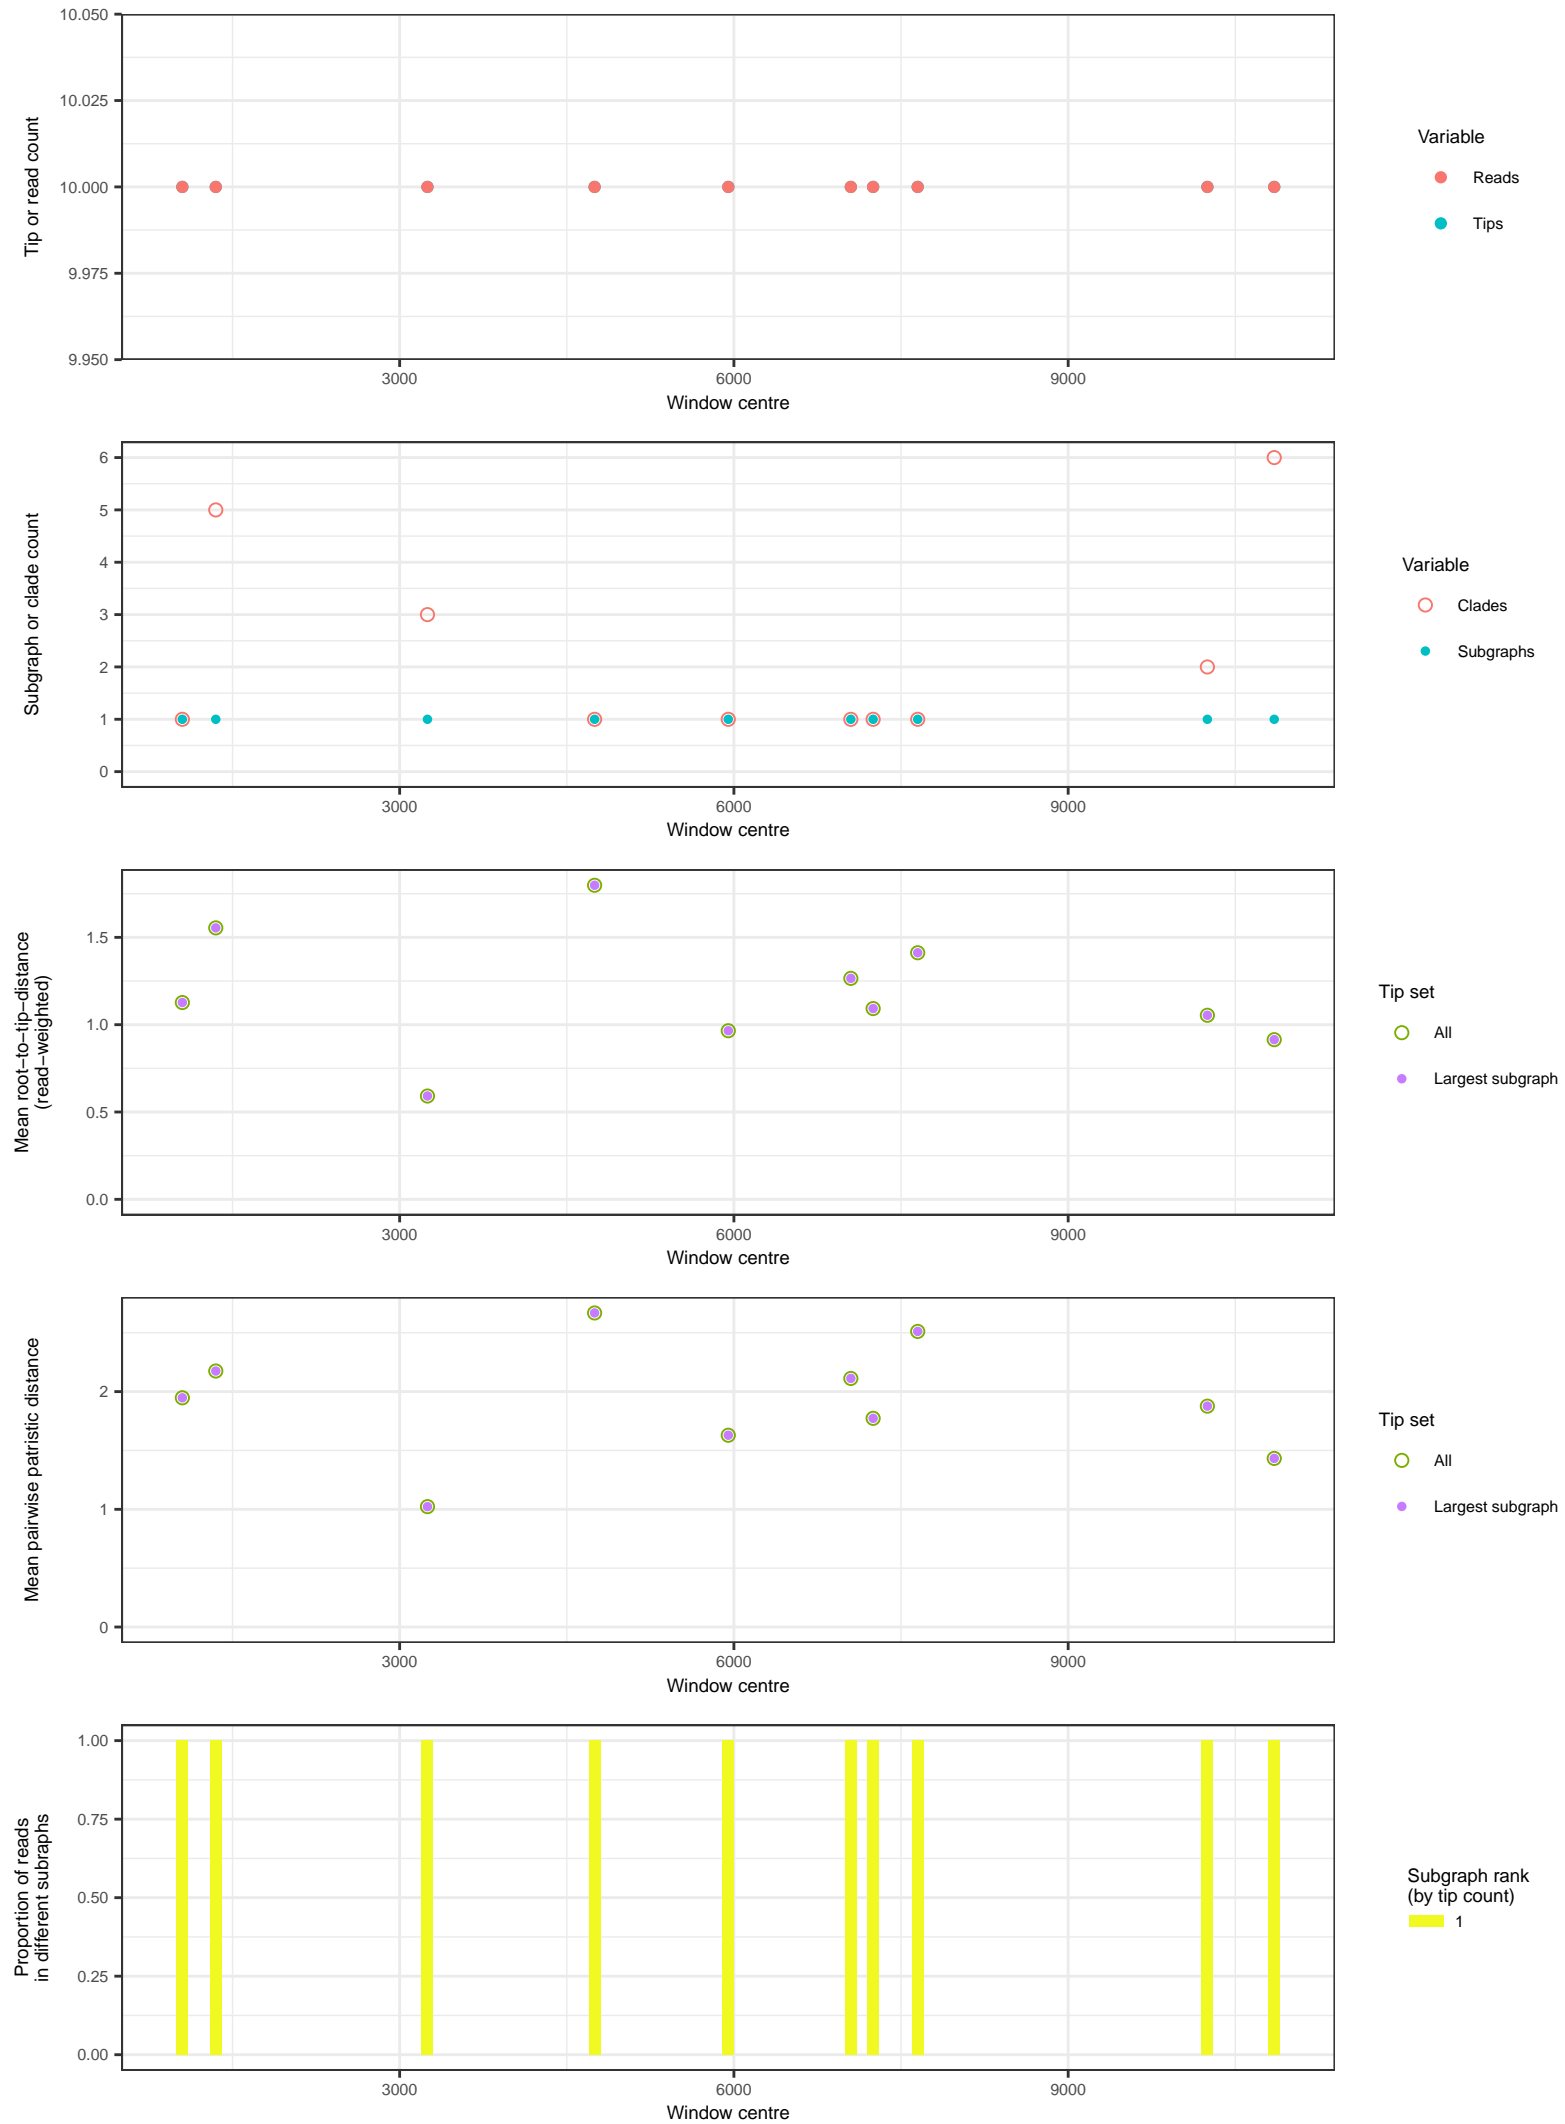 10.050
10.025
10.000
9.975
9.950
Tip or read count
3000
6000
9000
Window centre
Variable
Reads
Tips
6
5
4
3
2
1
0
Subgraph or clade count
3000
6000
9000
Window centre
Variable
Clades
Subgraphs
1.5
1.0
0.5
0.0
Mean root−to−tip−distance
(read−weighted)
3000
6000
9000
Window centre
Tip set
All
Largest subgraph
2
1
0
Mean pairwise patristic distance
3000
6000
9000
Window centre
Tip set
All
Largest subgraph
1.00
0.75
0.50
0.25
0.00
Proportion of reads
in different subraphs
3000
6000
9000
Window centre
Subgraph rank
(by tip count)
1